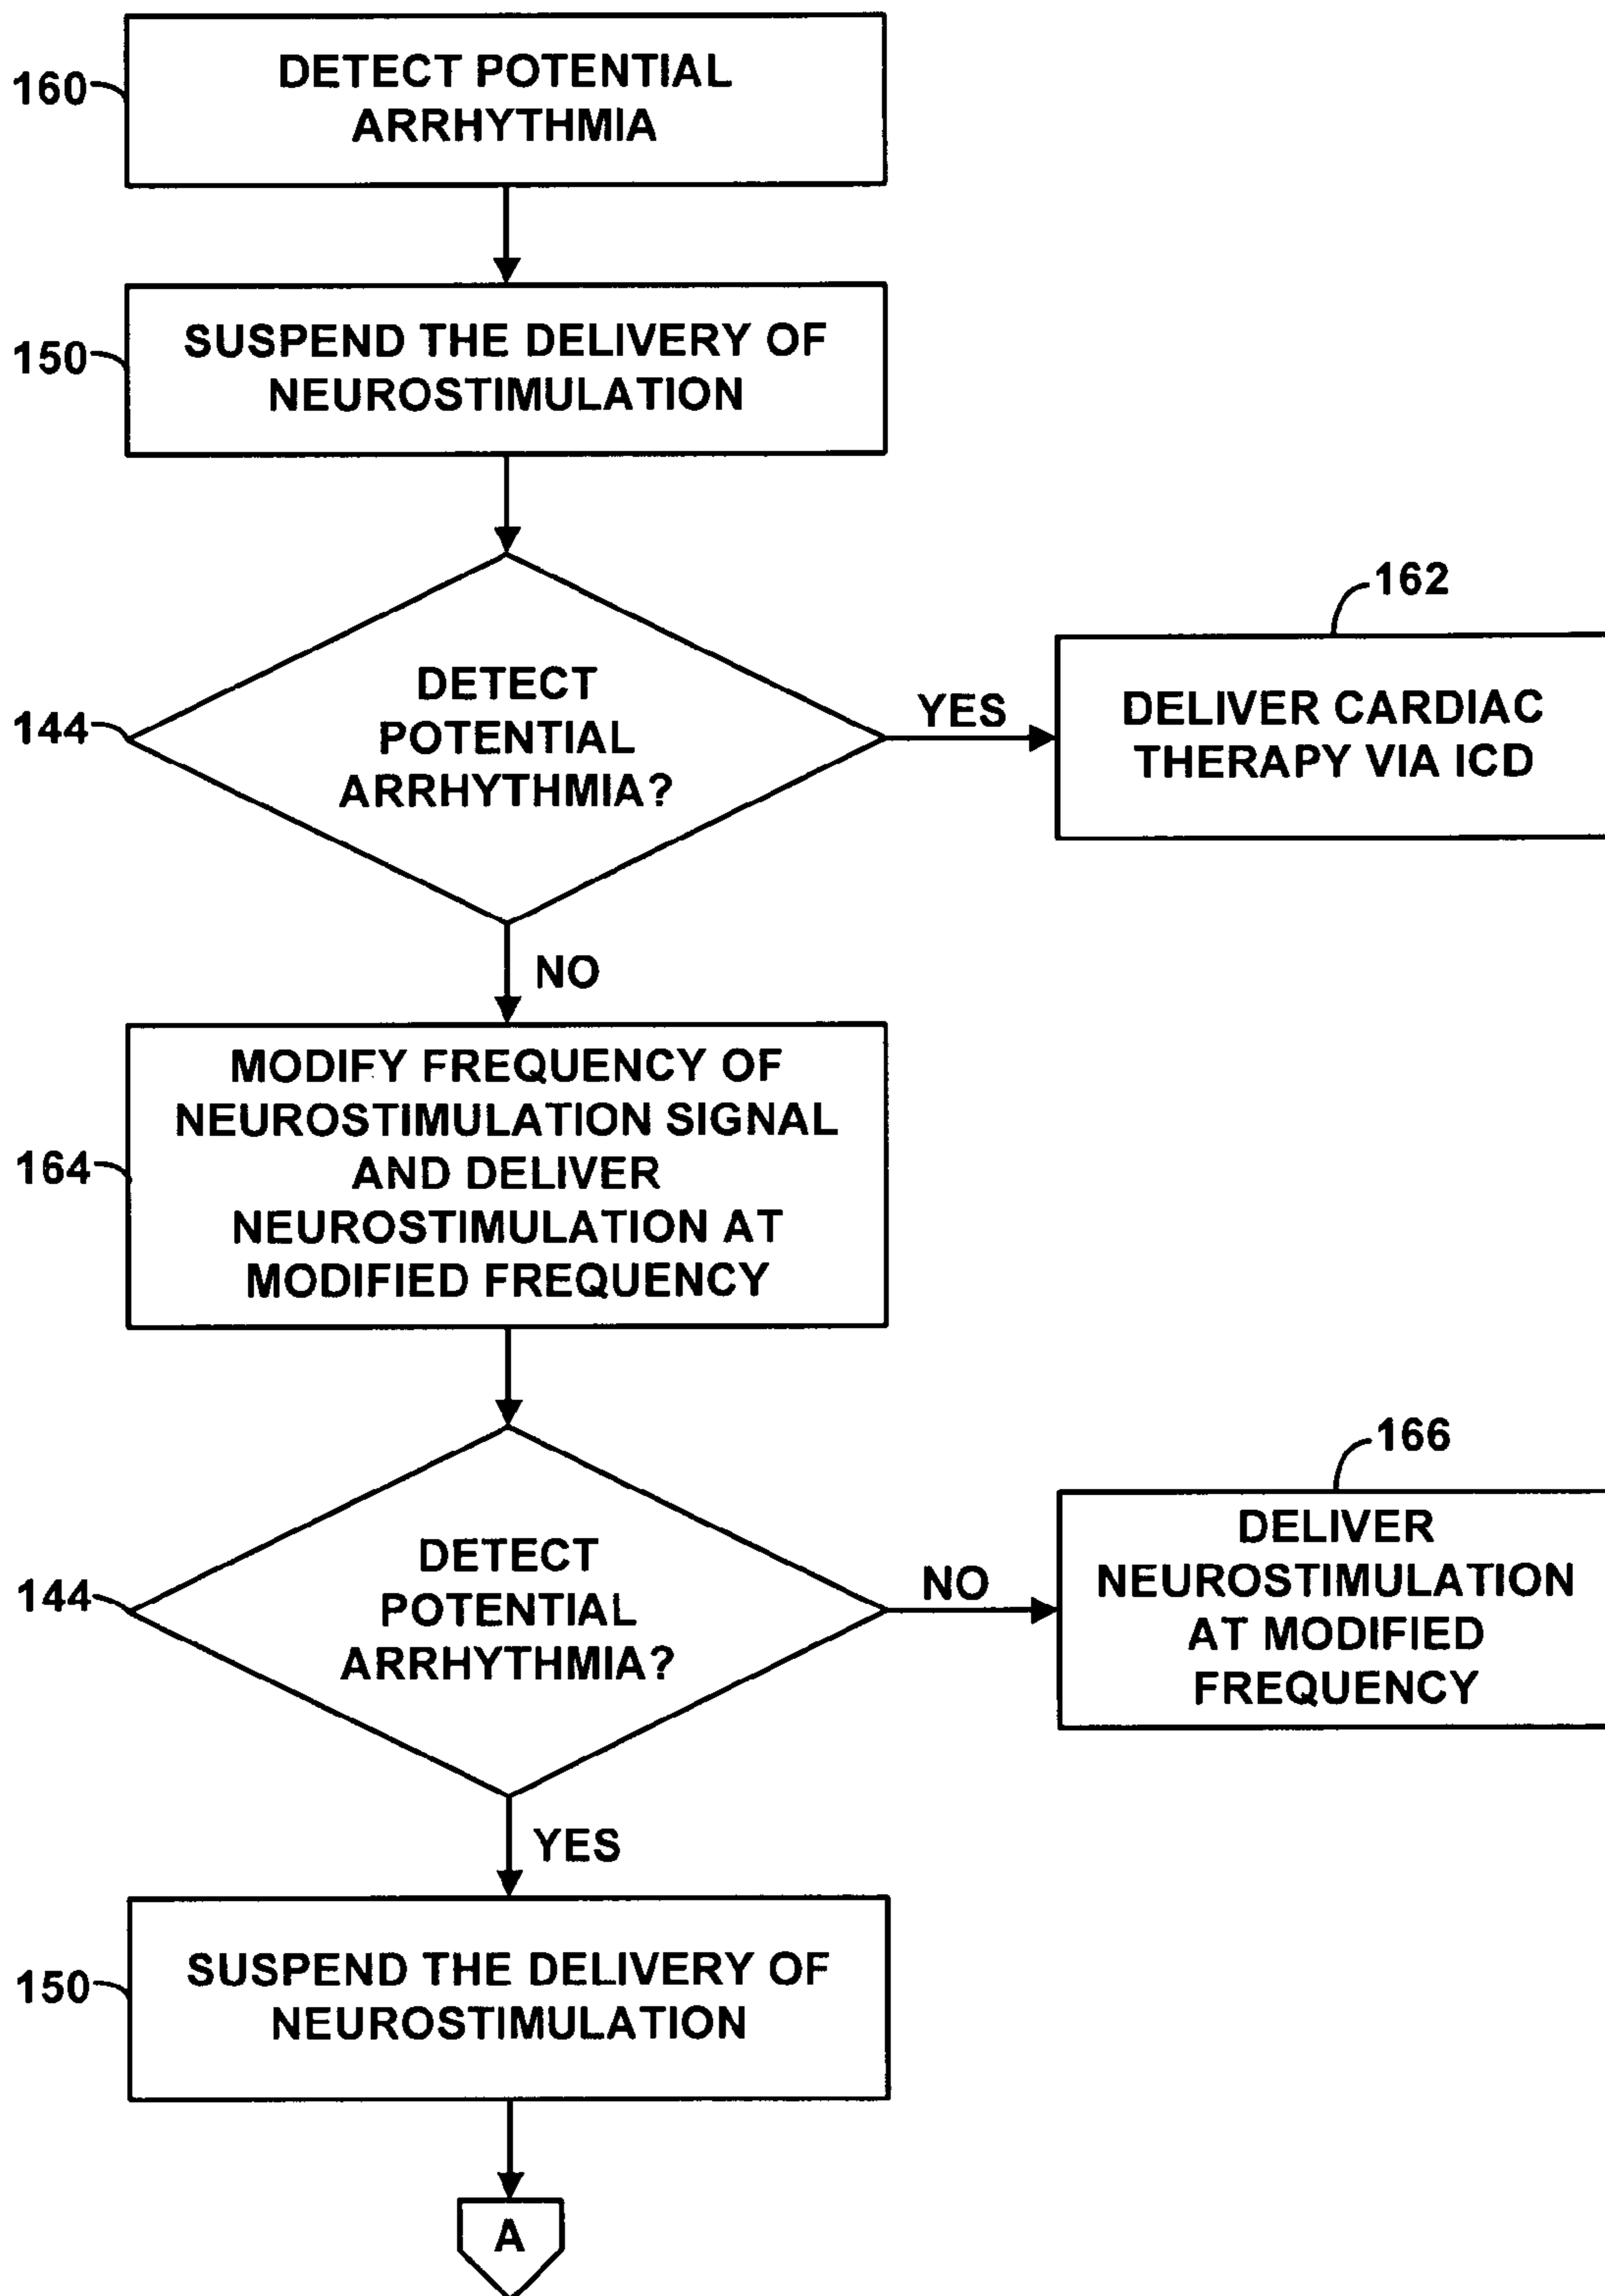 160
DETECT POTENTIAL
ARRHYTHMIA
150
SUSPEND THE DELIVERY OF
NEUROSTIMULATION
144
DETECT
POTENTIAL
ARRHYTHMIA?
YES
162
DELIVER CARDIAC
THERAPY VIA ICD
NO
164
MODIFY FREQUENCY OF
NEUROSTIMULATION SIGNAL
AND DELIVER
NEUROSTIMULATION AT
MODIFIED FREQUENCY
144
DETECT
POTENTIAL
ARRHYTHMIA?
NO
166
DELIVER
NEUROSTIMULATION
AT MODIFIED
FREQUENCY
YES
150
SUSPEND THE DELIVERY OF
NEUROSTIMULATION
A